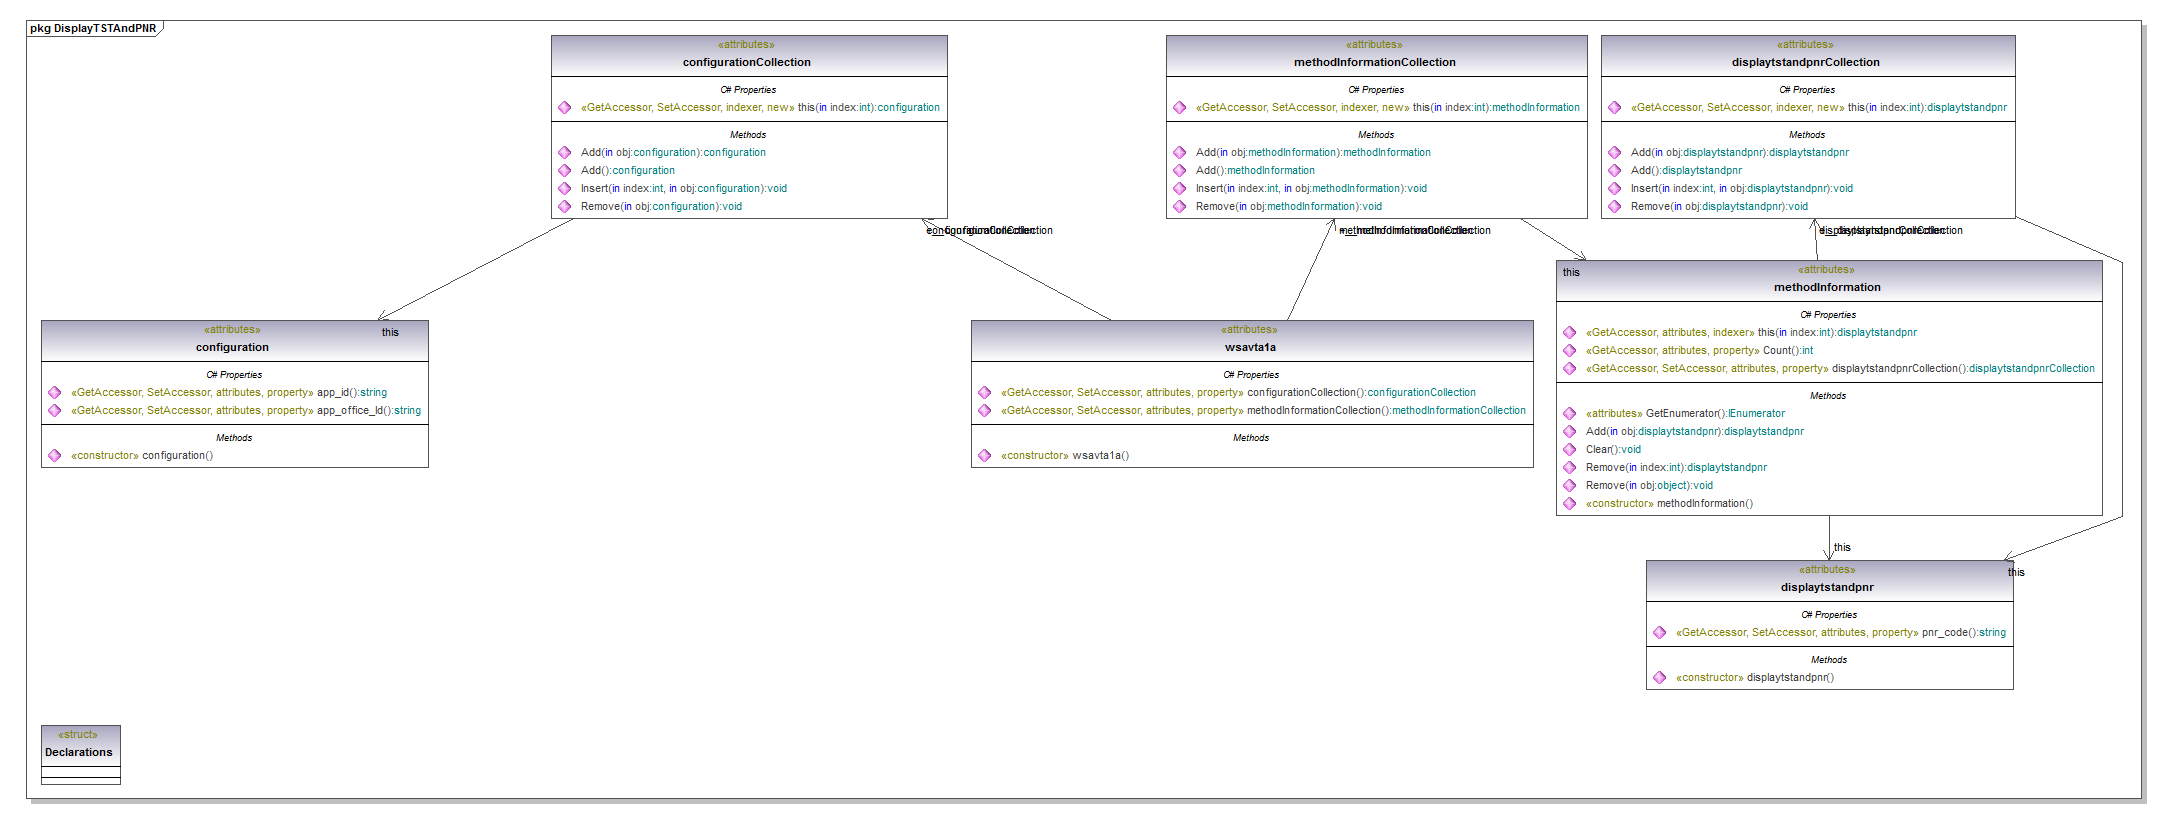 pkg DisplayTSTAndPNR
«attributes»
configurationCollection
C# Properties
«GetAccessor, SetAccessor, indexer, new» this(in index:int):configuration
Methods
Add(in obj:configuration):configuration
Add():configuration
Insert(in index:int, in obj:configuration):void
Remove(in obj:configuration):void
«attributes»
methodInformationCollection
C# Properties
«GetAccessor, SetAccessor, indexer, new» this(in index:int):methodInformation
Methods
Add(in obj:methodInformation):methodInformation
Add():methodInformation
Insert(in index:int, in obj:methodInformation):void
Remove(in obj:methodInformation):void
«attributes»
displaytstandpnrCollection
C# Properties
«GetAccessor, SetAccessor, indexer, new» this(in index:int):displaytstandpnr
Methods
Add(in obj:displaytstandpnr):displaytstandpnr
Add():displaytstandpnr
Insert(in index:int, in obj:displaytstandpnr):void
Remove(in obj:displaytstandpnr):void
this
«attributes»
configuration
C# Properties
«GetAccessor, SetAccessor, attributes, property» app_id():string
«GetAccessor, SetAccessor, attributes, property» app_office_Id():string
Methods
«constructor» configuration()
«attributes»
wsavta1a
C# Properties
«GetAccessor, SetAccessor, attributes, property» configurationCollection():configurationCollection
«GetAccessor, SetAccessor, attributes, property» methodInformationCollection():methodInformationCollection
Methods
«constructor» wsavta1a()
this
«attributes»
methodInformation
C# Properties
«GetAccessor, attributes, indexer» this(in index:int):displaytstandpnr
«GetAccessor, attributes, property» Count():int
«GetAccessor, SetAccessor, attributes, property» displaytstandpnrCollection():displaytstandpnrCollection
Methods
«attributes» GetEnumerator():IEnumerator
Add(in obj:displaytstandpnr):displaytstandpnr
Clear():void
Remove(in index:int):displaytstandpnr
Remove(in obj:object):void
«constructor» methodInformation()
this
this
«attributes»
displaytstandpnr
C# Properties
«GetAccessor, SetAccessor, attributes, property» pnr_code():string
Methods
«constructor» displaytstandpnr()
«struct»
Declarations